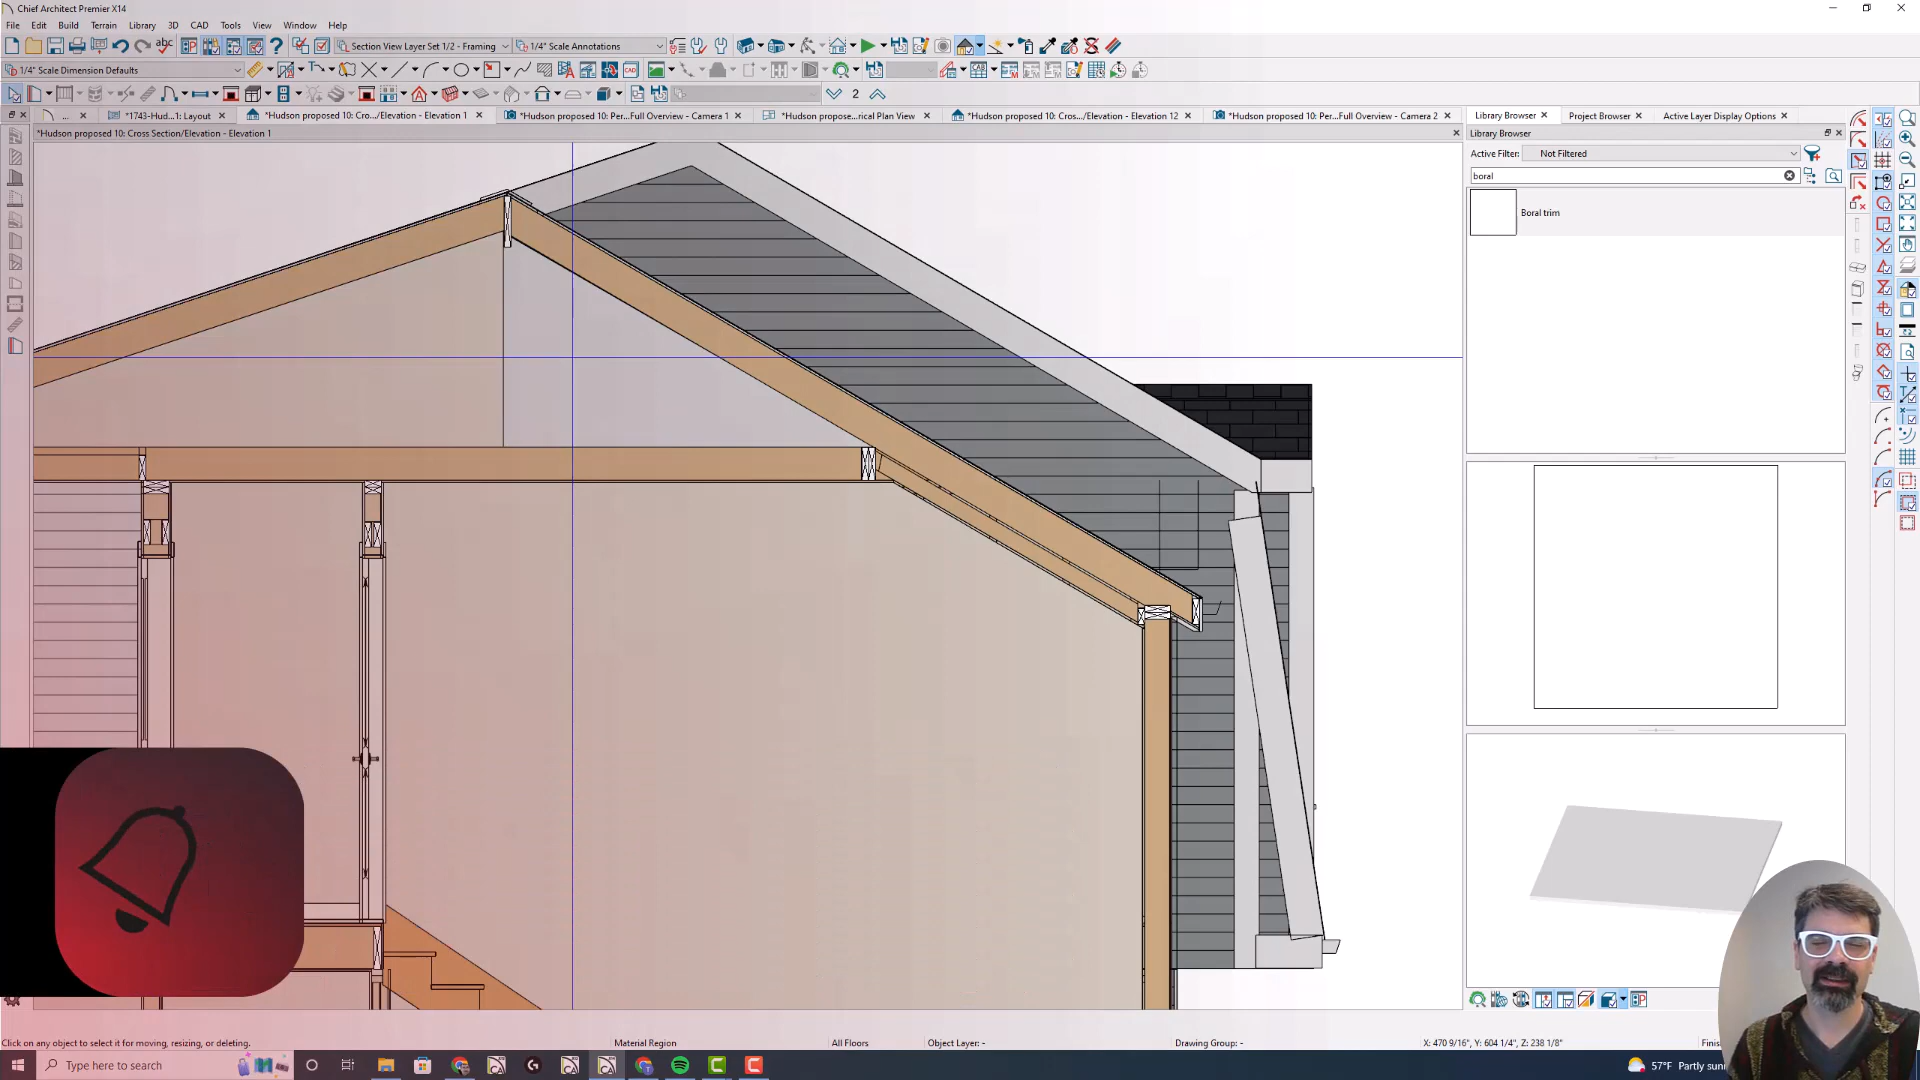 Chief Architect Premier X14
File Edit Build Terrain Library 3D CAD Tools View Window Help
Section View Layer Set 1/2 - Framing
1/4" Scale Annotations
1/4" Scale Dimension Defaults
2
... *1743-Hud...1: Layout *Hudson proposed 10: Cro.../Elevation - Elevation 1 *Hudson proposed 10: Per...Full Overview - Camera 1 *Hudson propose...rical Plan View *Hudson proposed 10: Cros.../Elevation - Elevation 12 *Hudson proposed 10: Per...Full Overview - Camera 2
*Hudson proposed 10: Cross Section/Elevation - Elevation 1
Library Browser Project Browser Active Layer Display Options
Library Browser
Active Filter: Not Filtered
boral
Boral trim
Click on any object to select it for moving, resizing, or deleting.
Material Region
All Floors
Object Layer: -
Drawing Group: -
X: 470 9/16", Y: 604 1/4", Z: 238 1/8"
Type here to search
57°F Partly sun